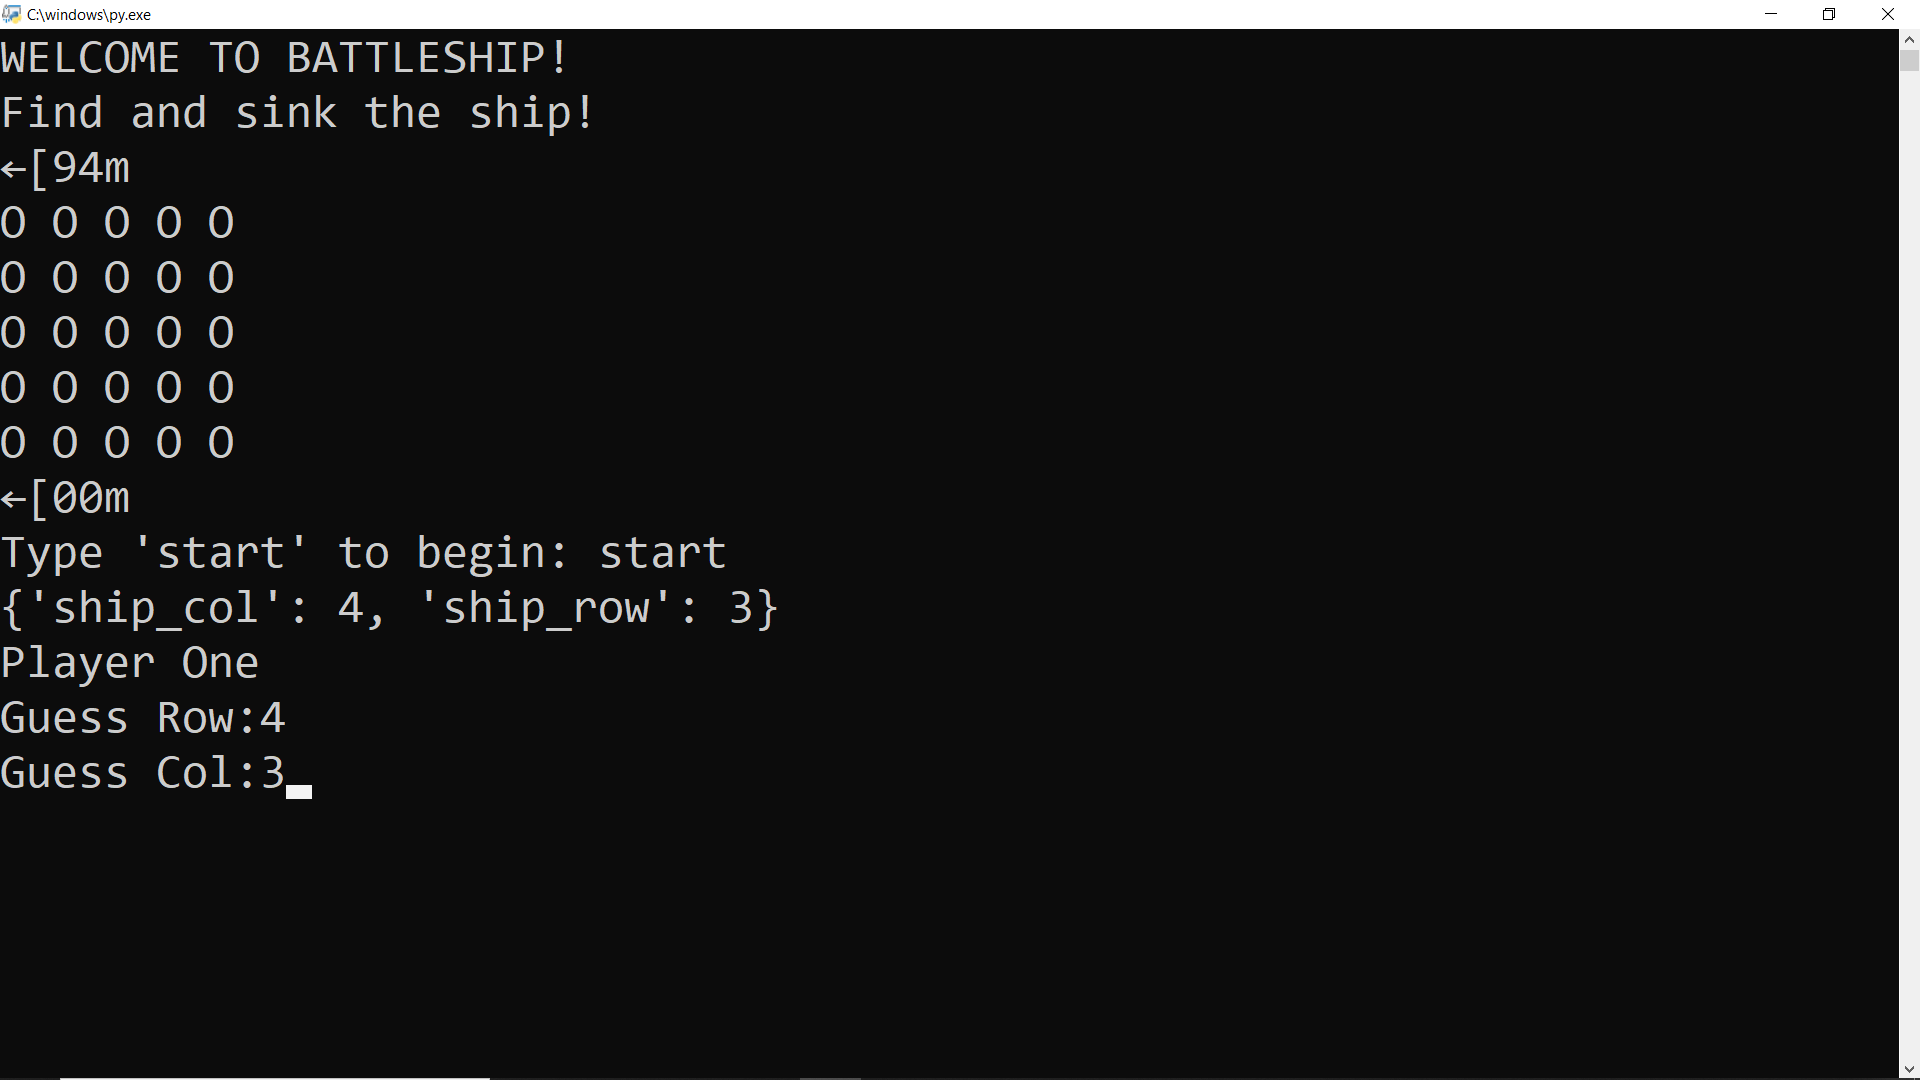 C:\windows\py.exe
WELCOME TO BATTLESHIP!
Find and sink the ship!
←[94m
O O O O O
O O O O O
O O O O O
O O O O O
O O O O O
←[00m
Type 'start' to begin: start
{'ship_col': 4, 'ship_row': 3}
Player One
Guess Row:4
Guess Col:3